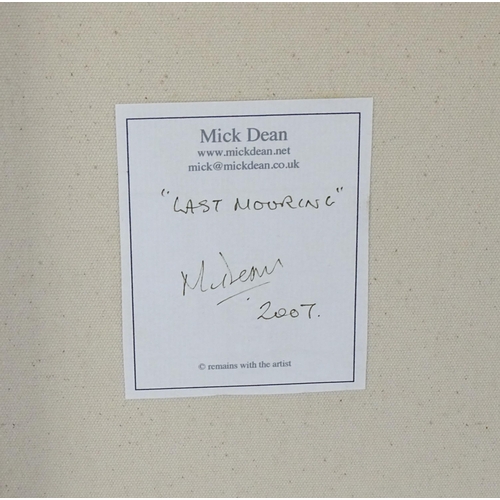 Mick Dean
www.mickdean.net
mick@mickdean.co.uk
"LAST MOORING"
M. Dean
2007.
© remains with the artist